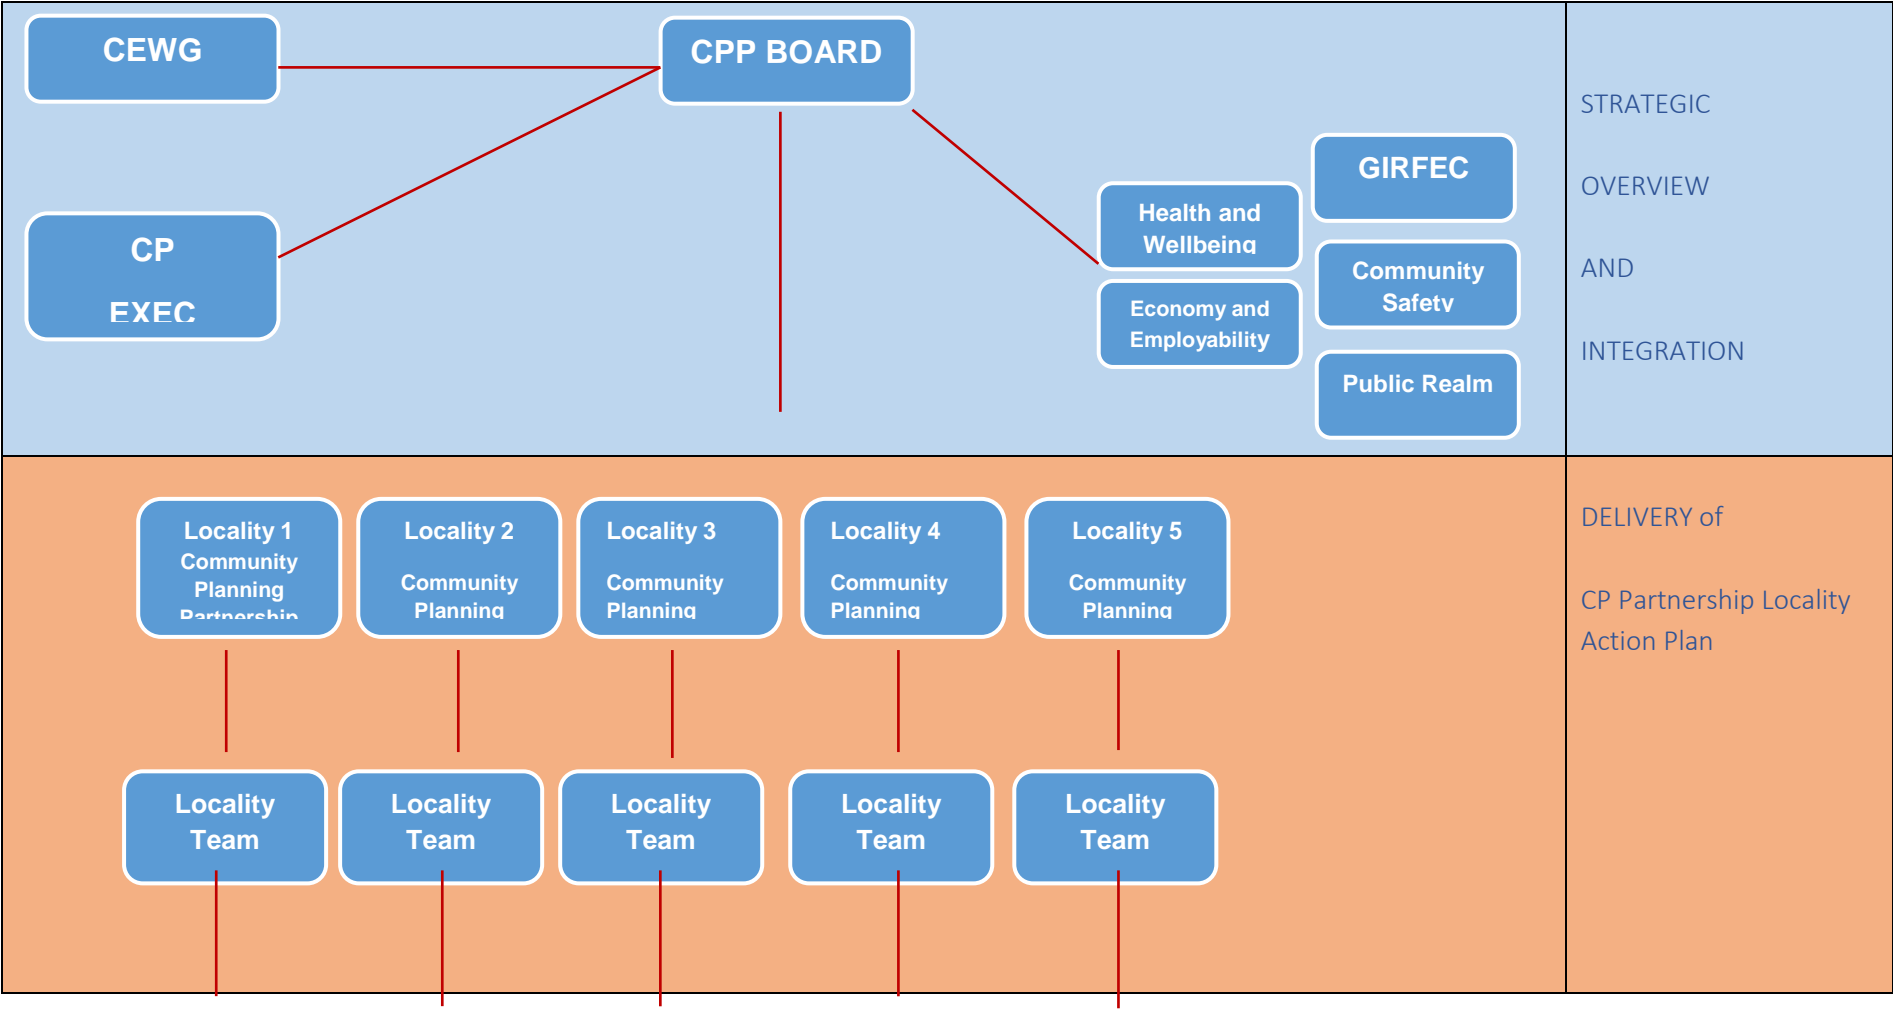 CEWG
CPP BOARD
CP
EXEC
GIRFEC
Health and
Wellbeing
Community
Safety
Economy and
Employability
Public Realm
STRATEGIC
OVERVIEW
AND
INTEGRATION
Locality 1
Community
Planning
Partnership
Locality 2
Community
Planning
Locality 3
Community
Planning
Locality 4
Community
Planning
Locality 5
Community
Planning
DELIVERY of
CP Partnership Locality
Action Plan
Locality
Team
Locality
Team
Locality
Team
Locality
Team
Locality
Team